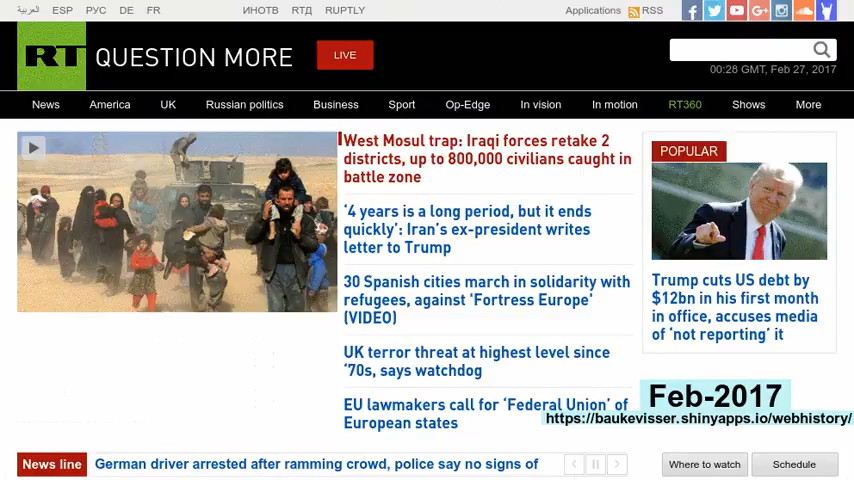 العربية ESP РУС DE FR ИНОТВ RTД RUPTLY Applications RSS
RT QUESTION MORE LIVE
00:28 GMT, Feb 27, 2017
News America UK Russian politics Business Sport Op-Edge In vision In motion RT360 Shows More
West Mosul trap: Iraqi forces retake 2
districts, up to 800,000 civilians caught in
battle zone
‘4 years is a long period, but it ends
quickly’: Iran’s ex-president writes
letter to Trump
30 Spanish cities march in solidarity with
refugees, against 'Fortress Europe'
(VIDEO)
UK terror threat at highest level since
‘70s, says watchdog
EU lawmakers call for ‘Federal Union’ of
European states
POPULAR
Trump cuts US debt by
$12bn in his first month
in office, accuses media
of ‘not reporting’ it
Feb-2017
https://baukevisser.shinyapps.io/webhistory/
News line German driver arrested after ramming crowd, police say no signs of
Where to watch Schedule